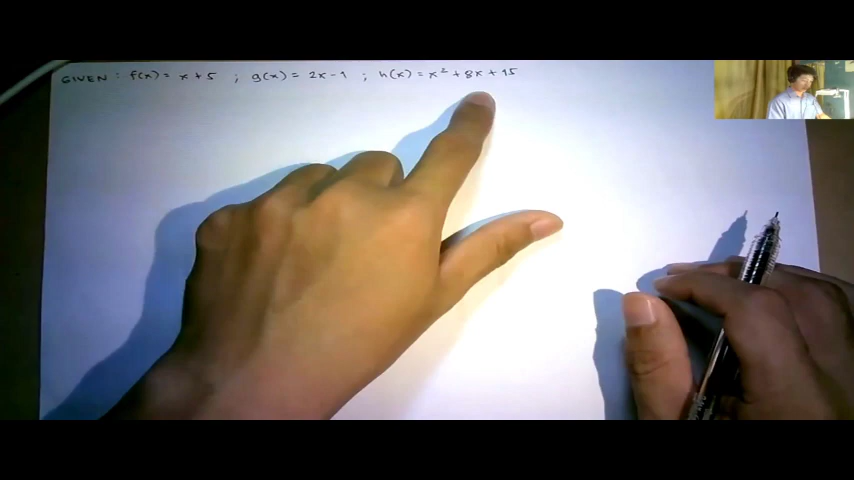 GIVEN : f(x) = x + 5 ; g(x) = 2x - 1 ; h(x) = x² + 8x + 15